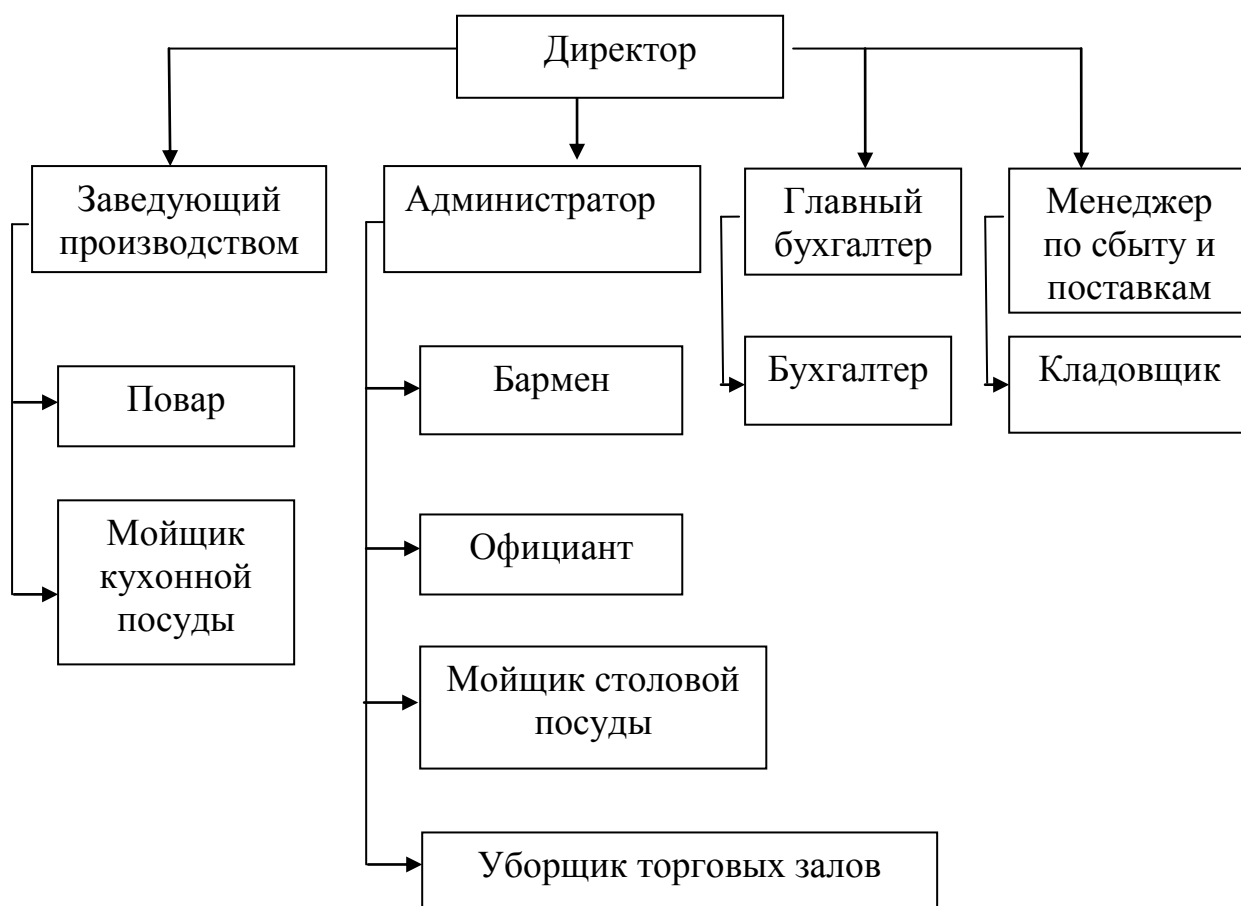 Директор
Заведующий
производством
Администратор
Главный
бухгалтер
Менеджер
по сбыту и
поставкам
Повар
Бармен
Бухгалтер
Кладовщик
Мойщик
кухонной
посуды
Официант
Мойщик столовой
посуды
Уборщик торговых залов